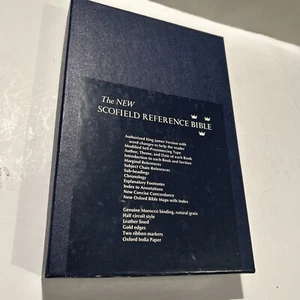 The NEW
SCOFIELD REFERENCE BIBLE
Authorized King James Version with
word changes to help the reader
Modified Self-Pronouncing Type
Author, Theme, and Date of each Book
Introduction to each Book and Section
Marginal References
Subject Chain References
Sub-headings
Chronology
Explanatory Footnotes
Index to Annotations
New Concise Concordance
New Oxford Bible Maps with Index
Genuine Morocco binding, natural grain
Half circuit style
Leather lined
Gold edges
Two ribbon markers
Oxford India Paper